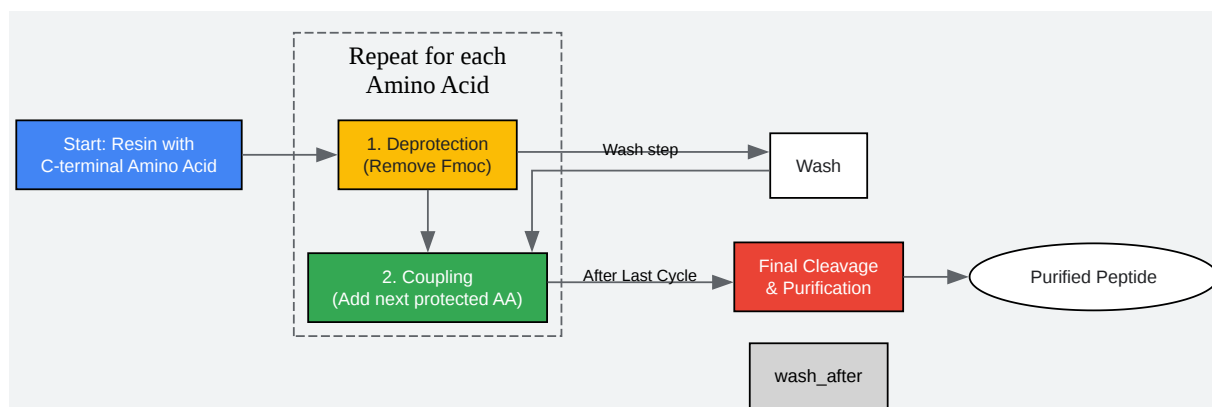 Repeat for each
Amino Acid
Start: Resin with
C-terminal Amino Acid
1. Deprotection
(Remove Fmoc)
Wash step
Wash
2. Coupling
(Add next protected AA)
After Last Cycle
Final Cleavage
& Purification
Purified Peptide
wash_after